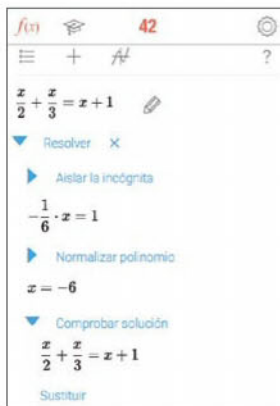 f(x) 42
?
x/2 + x/3 = x + 1
Resolver ×
Aislar la incógnita
-1/6 · x = 1
Normalizar polinomio
x = -6
Comprobar solución
x/2 + x/3 = x + 1
Sustituir